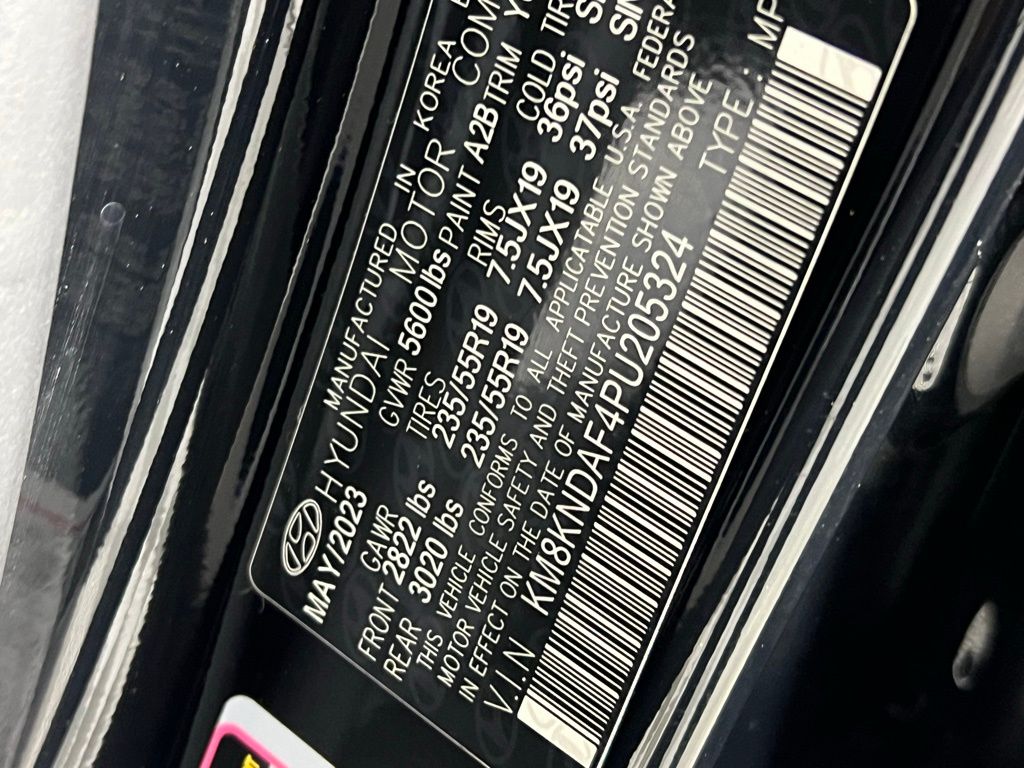 MANUFACTURED IN KOREA
HYUNDAI MOTOR COM
MAY/2023 GVWR 5600lbs PAINT A2B TRIM
GAWR TIRES RIMS COLD TIR
FRONT 2822 lbs 235/55R19 7.5JX19 36psi
REAR 3020 lbs 235/55R19 7.5JX19 37psi SIN
THIS VEHICLE CONFORMS TO ALL APPLICABLE U.S.A. FEDERA
MOTOR VEHICLE SAFETY AND THEFT PREVENTION STANDARDS
IN EFFECT ON THE DATE OF MANUFACTURE SHOWN ABOVE
V.I.N KM8KNDAF4PU205324 TYPE: MP